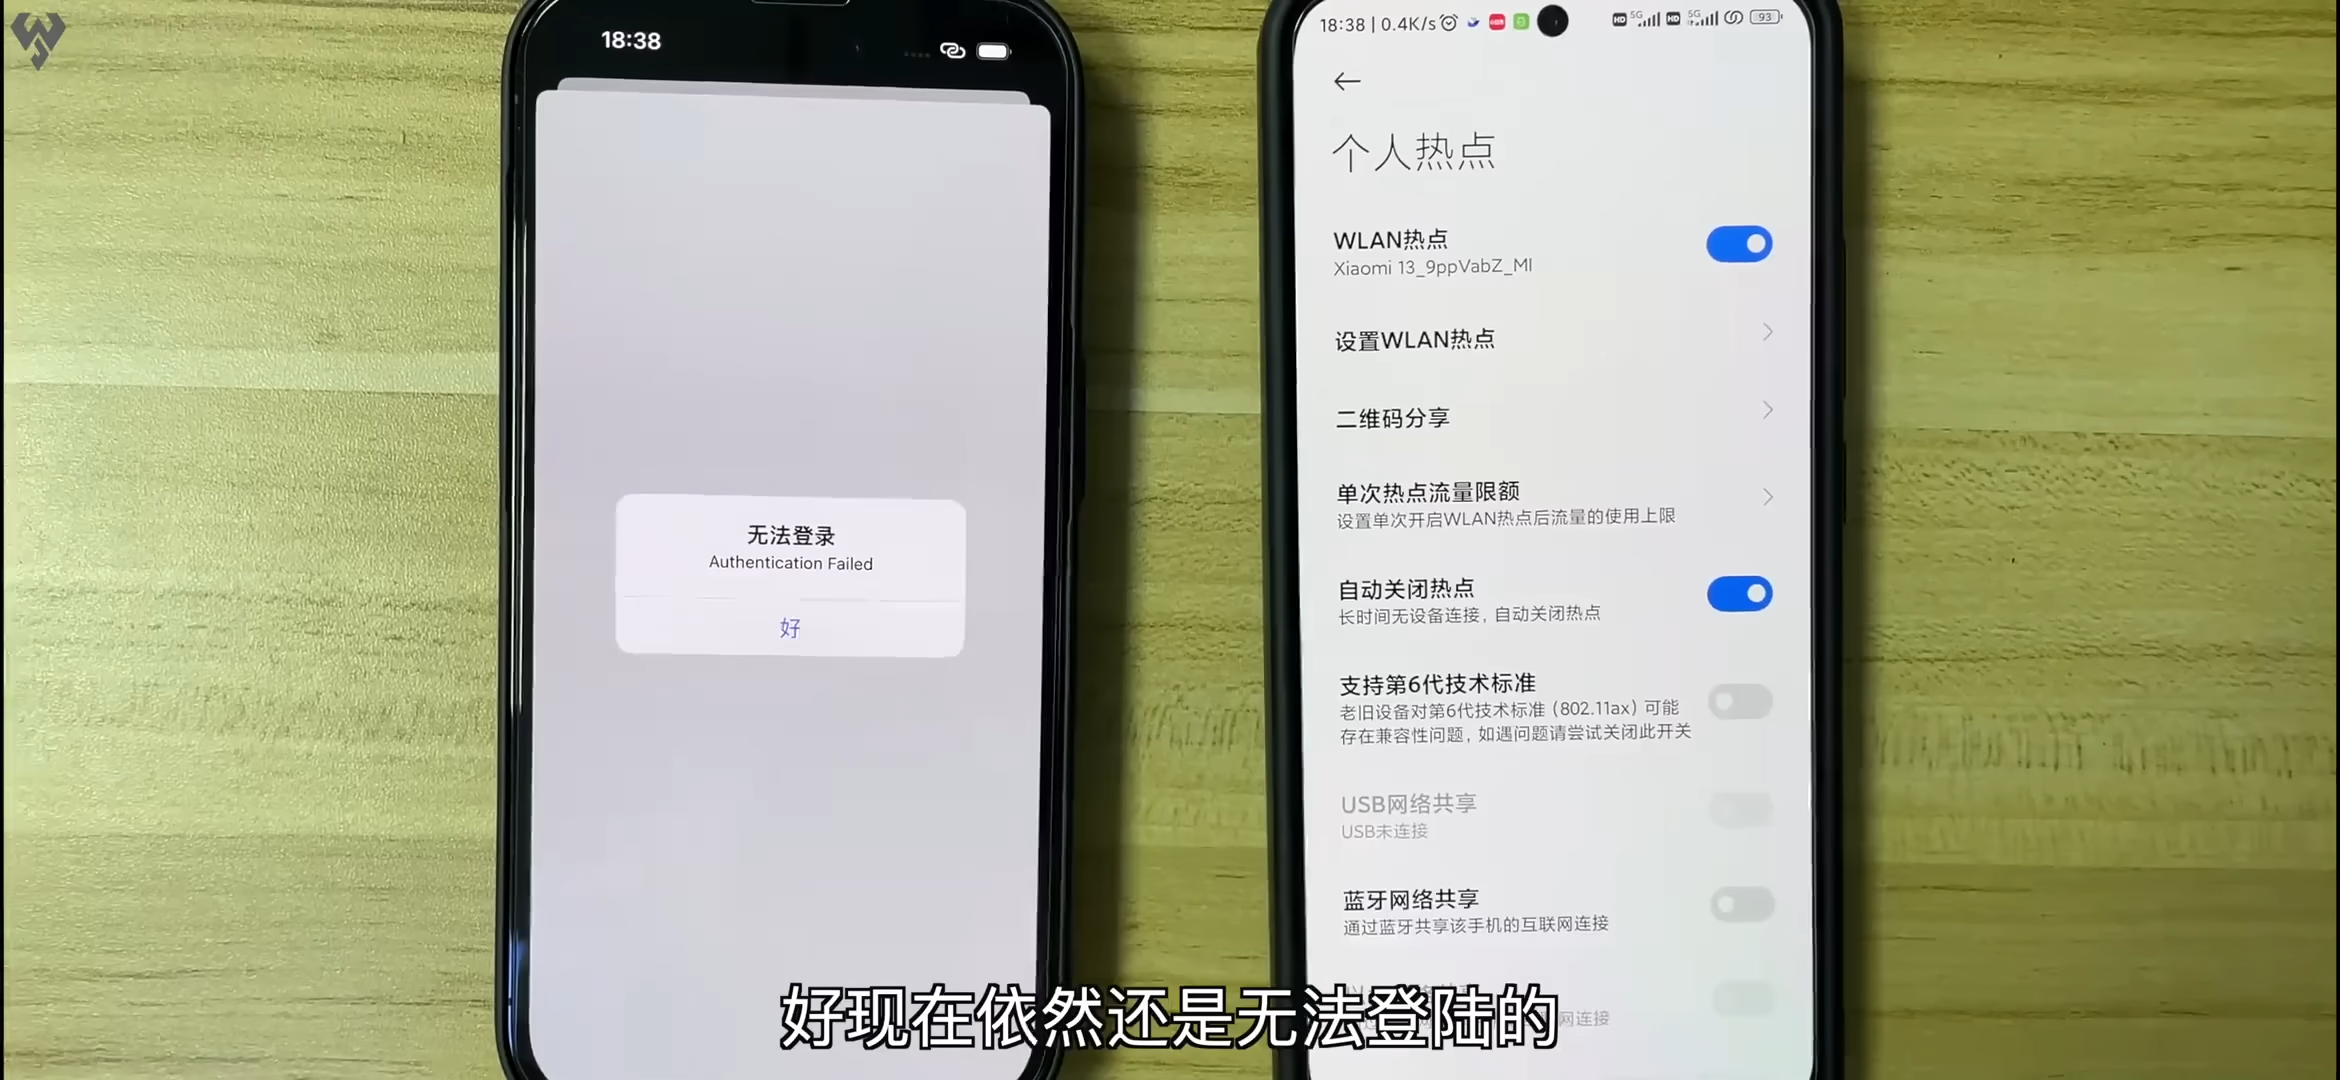 18:38
无法登录
Authentication Failed
好
18:38 | 0.4K/s
HD 5G HD 5G 93
个人热点
WLAN热点
Xiaomi 13_9ppVabZ_MI
设置WLAN热点
二维码分享
单次热点流量限额
设置单次开启WLAN热点后流量的使用上限
自动关闭热点
长时间无设备连接，自动关闭热点
支持第6代技术标准
老旧设备对第6代技术标准（802.11ax）可能
存在兼容性问题，如遇问题请尝试关闭此开关
USB网络共享
USB未连接
蓝牙网络共享
通过蓝牙共享该手机的互联网连接
网连接
好现在依然还是无法登陆的